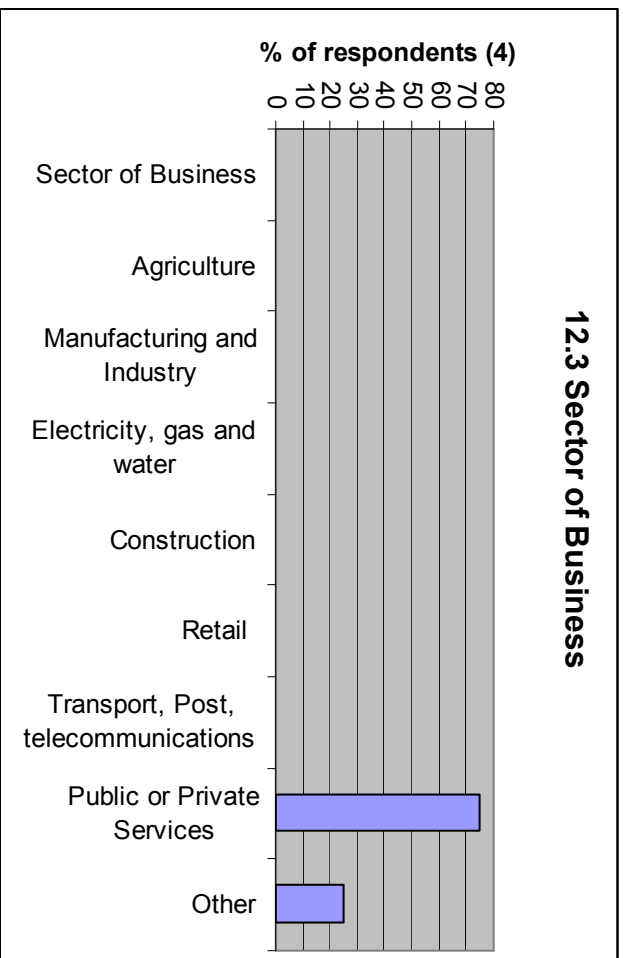 12.3 Sector of Business
% of respondents (4)
0
10
20
30
40
50
60
70
80
Sector of Business
Agriculture
Manufacturing and
Industry
Electricity, gas and
water
Construction
Retail
Transport, Post,
telecommunications
Public or Private
Services
Other